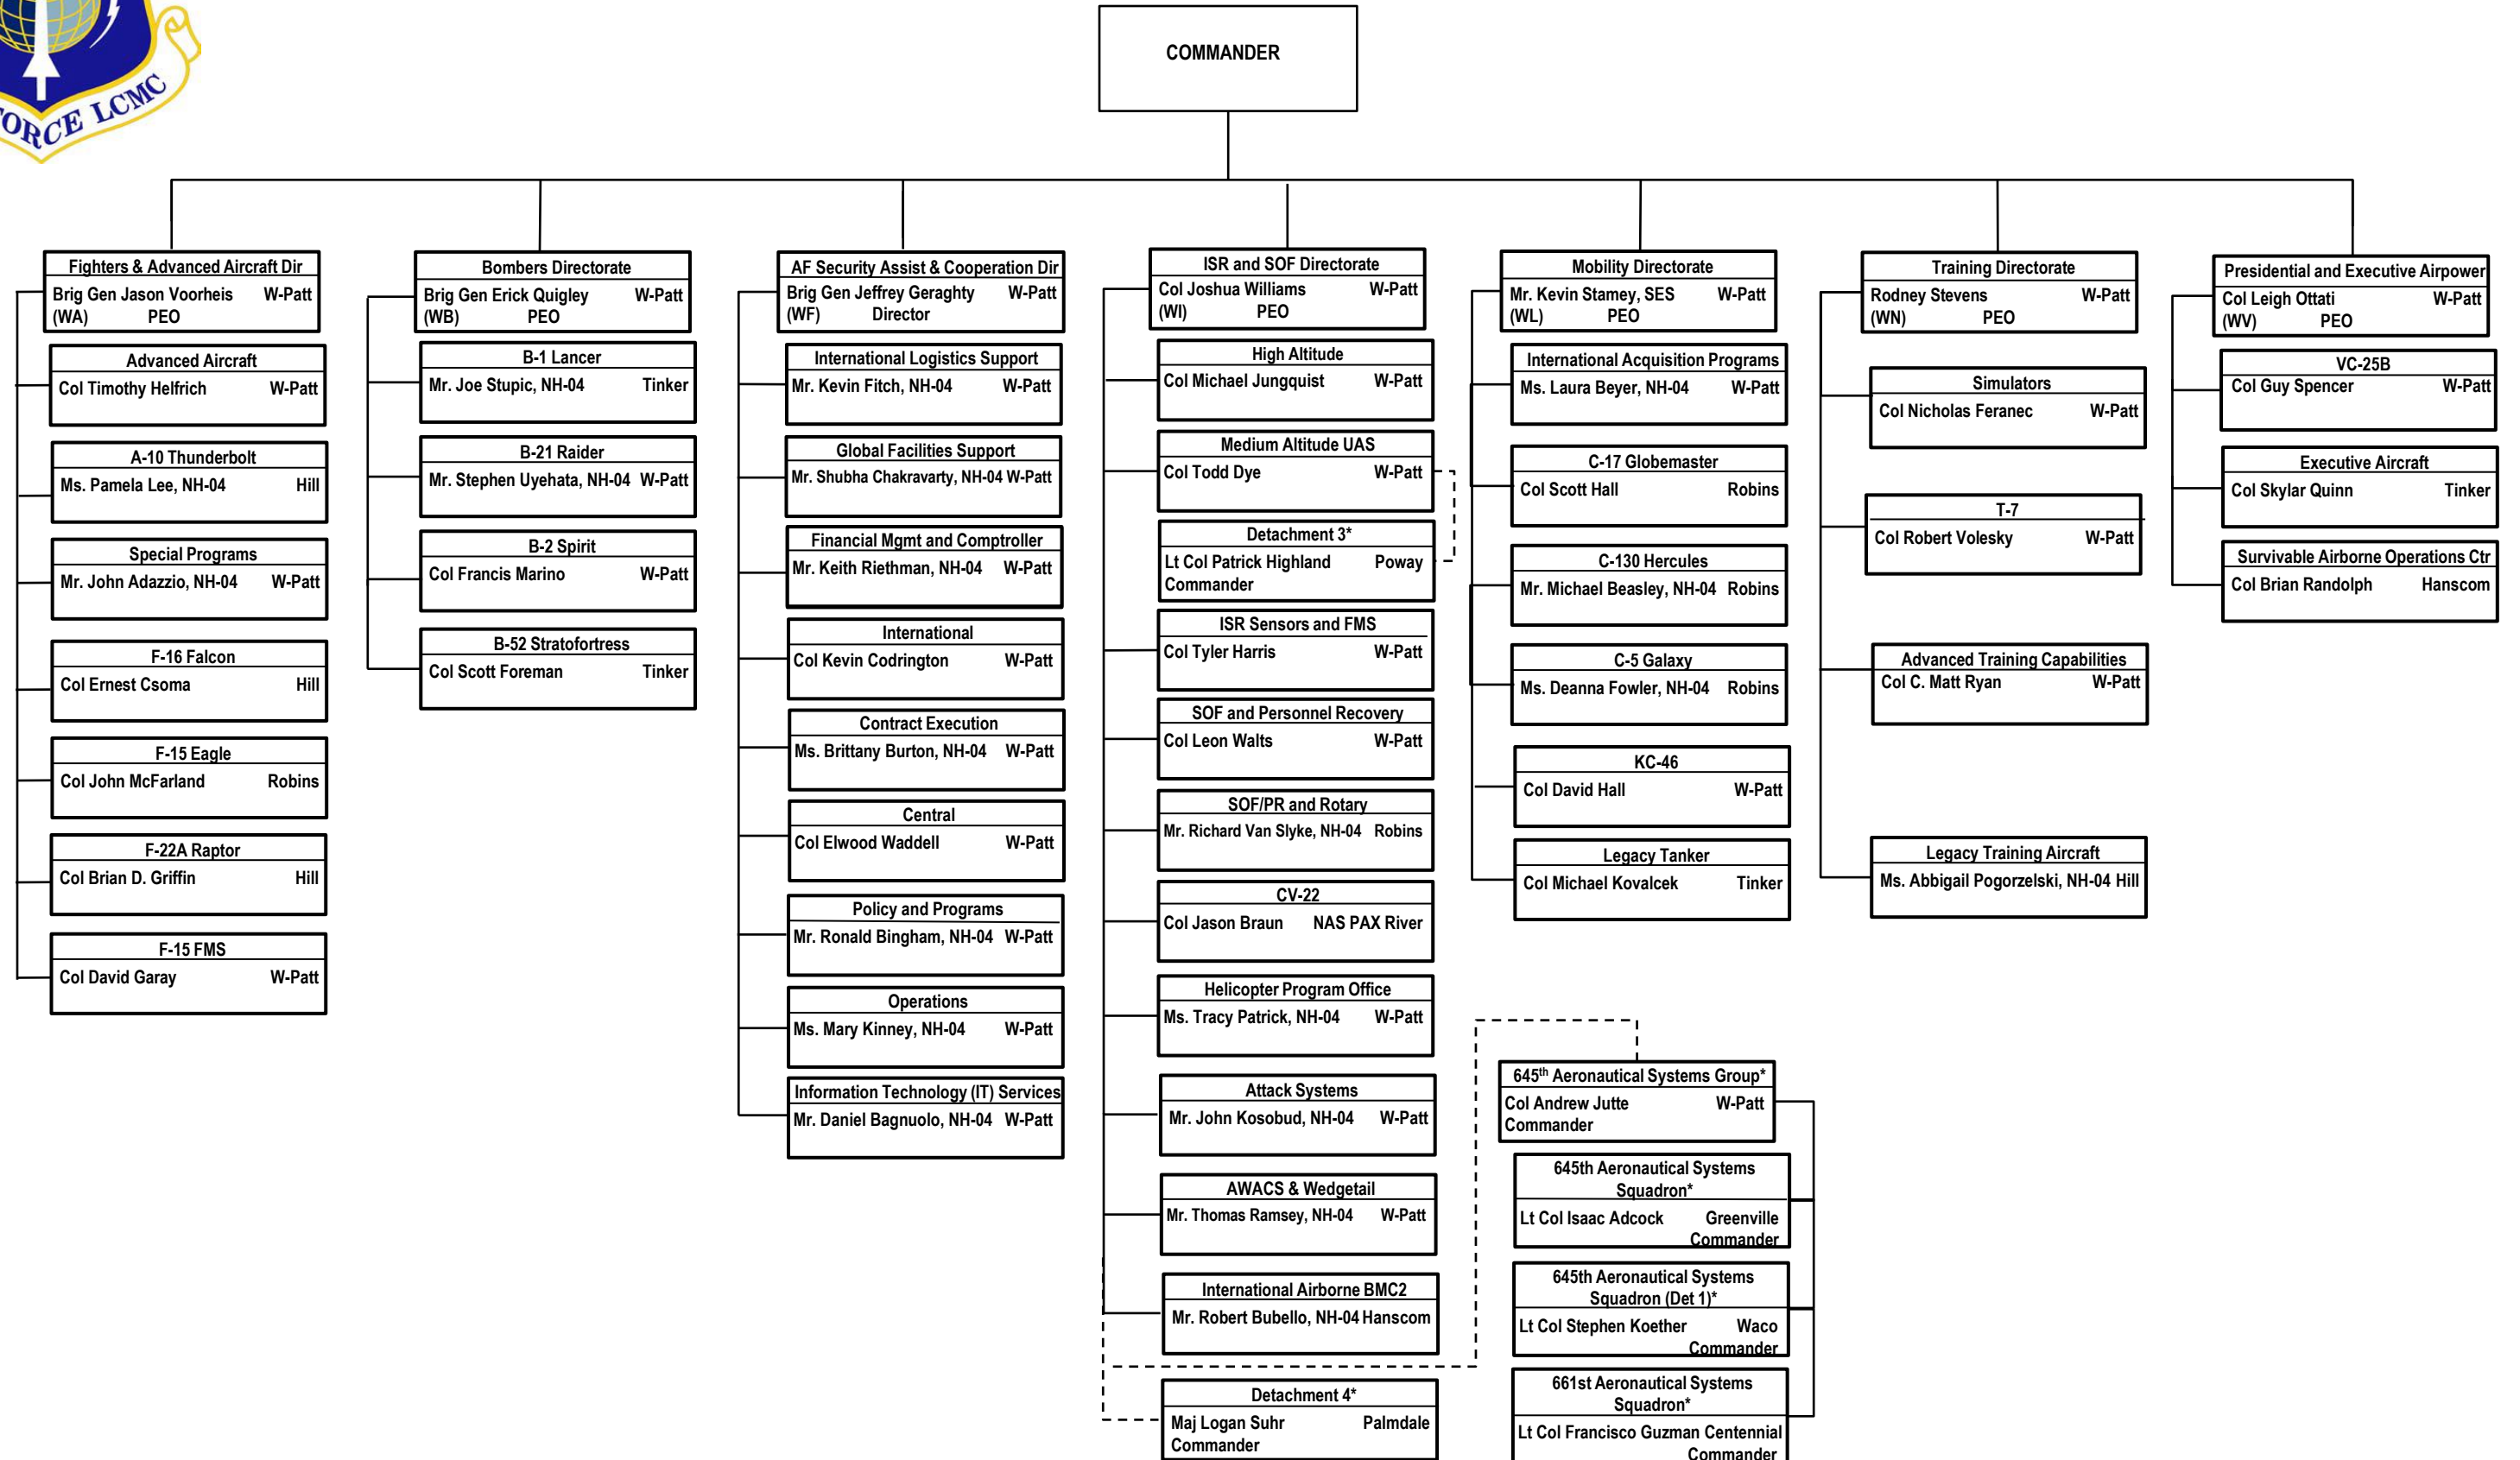 ORCE LCMC
COMMANDER
Fighters & Advanced Aircraft Dir
Brig Gen Jason Voorheis W-Patt
(WA) PEO
Advanced Aircraft
Col Timothy Helfrich W-Patt
A-10 Thunderbolt
Ms. Pamela Lee, NH-04 Hill
Special Programs
Mr. John Adazzio, NH-04 W-Patt
F-16 Falcon
Col Ernest Csoma Hill
F-15 Eagle
Col John McFarland Robins
F-22A Raptor
Col Brian D. Griffin Hill
F-15 FMS
Col David Garay W-Patt
Bombers Directorate
Brig Gen Erick Quigley W-Patt
(WB) PEO
B-1 Lancer
Mr. Joe Stupic, NH-04 Tinker
B-21 Raider
Mr. Stephen Uyehata, NH-04 W-Patt
B-2 Spirit
Col Francis Marino W-Patt
B-52 Stratofortress
Col Scott Foreman Tinker
AF Security Assist & Cooperation Dir
Brig Gen Jeffrey Geraghty W-Patt
(WF) Director
International Logistics Support
Mr. Kevin Fitch, NH-04 W-Patt
Global Facilities Support
Mr. Shubha Chakravarty, NH-04 W-Patt
Financial Mgmt and Comptroller
Mr. Keith Riethman, NH-04 W-Patt
International
Col Kevin Codrington W-Patt
Contract Execution
Ms. Brittany Burton, NH-04 W-Patt
Central
Col Elwood Waddell W-Patt
Policy and Programs
Mr. Ronald Bingham, NH-04 W-Patt
Operations
Ms. Mary Kinney, NH-04 W-Patt
Information Technology (IT) Services
Mr. Daniel Bagnuolo, NH-04 W-Patt
ISR and SOF Directorate
Col Joshua Williams W-Patt
(WI) PEO
High Altitude
Col Michael Jungquist W-Patt
Medium Altitude UAS
Col Todd Dye W-Patt
Detachment 3*
Lt Col Patrick Highland Poway
Commander
ISR Sensors and FMS
Col Tyler Harris W-Patt
SOF and Personnel Recovery
Col Leon Walts W-Patt
SOF/PR and Rotary
Mr. Richard Van Slyke, NH-04 Robins
CV-22
Col Jason Braun NAS PAX River
Helicopter Program Office
Ms. Tracy Patrick, NH-04 W-Patt
Attack Systems
Mr. John Kosobud, NH-04 W-Patt
AWACS & Wedgetail
Mr. Thomas Ramsey, NH-04 W-Patt
International Airborne BMC2
Mr. Robert Bubello, NH-04 Hanscom
Detachment 4*
Maj Logan Suhr Palmdale
Commander
Mobility Directorate
Mr. Kevin Stamey, SES W-Patt
(WL) PEO
International Acquisition Programs
Ms. Laura Beyer, NH-04 W-Patt
C-17 Globemaster
Col Scott Hall Robins
C-130 Hercules
Mr. Michael Beasley, NH-04 Robins
C-5 Galaxy
Ms. Deanna Fowler, NH-04 Robins
KC-46
Col David Hall W-Patt
Legacy Tanker
Col Michael Kovalcek Tinker
645th Aeronautical Systems Group*
Col Andrew Jutte W-Patt
Commander
645th Aeronautical Systems
Squadron*
Lt Col Isaac Adcock Greenville
Commander
645th Aeronautical Systems
Squadron (Det 1)*
Lt Col Stephen Koether Waco
Commander
661st Aeronautical Systems
Squadron*
Lt Col Francisco Guzman Centennial
Commander
Training Directorate
Rodney Stevens W-Patt
(WN) PEO
Simulators
Col Nicholas Feranec W-Patt
T-7
Col Robert Volesky W-Patt
Advanced Training Capabilities
Col C. Matt Ryan W-Patt
Legacy Training Aircraft
Ms. Abbigail Pogorzelski, NH-04 Hill
Presidential and Executive Airpower
Col Leigh Ottati W-Patt
(WV) PEO
VC-25B
Col Guy Spencer W-Patt
Executive Aircraft
Col Skylar Quinn Tinker
Survivable Airborne Operations Ctr
Col Brian Randolph Hanscom